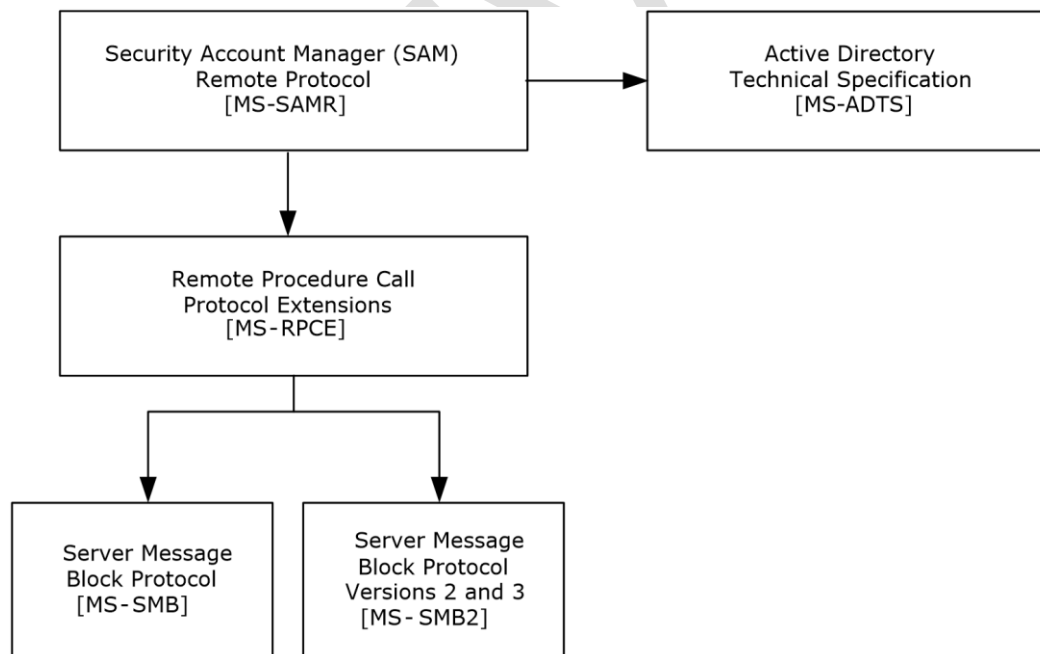 Security Account Manager (SAM)
Remote Protocol
[MS-SAMR]
Active Directory
Technical Specification
[MS-ADTS]
Remote Procedure Call
Protocol Extensions
[MS-RPCE]
Server Message
Block Protocol
[MS-SMB]
Server Message
Block Protocol
Versions 2 and 3
[MS- SMB2]